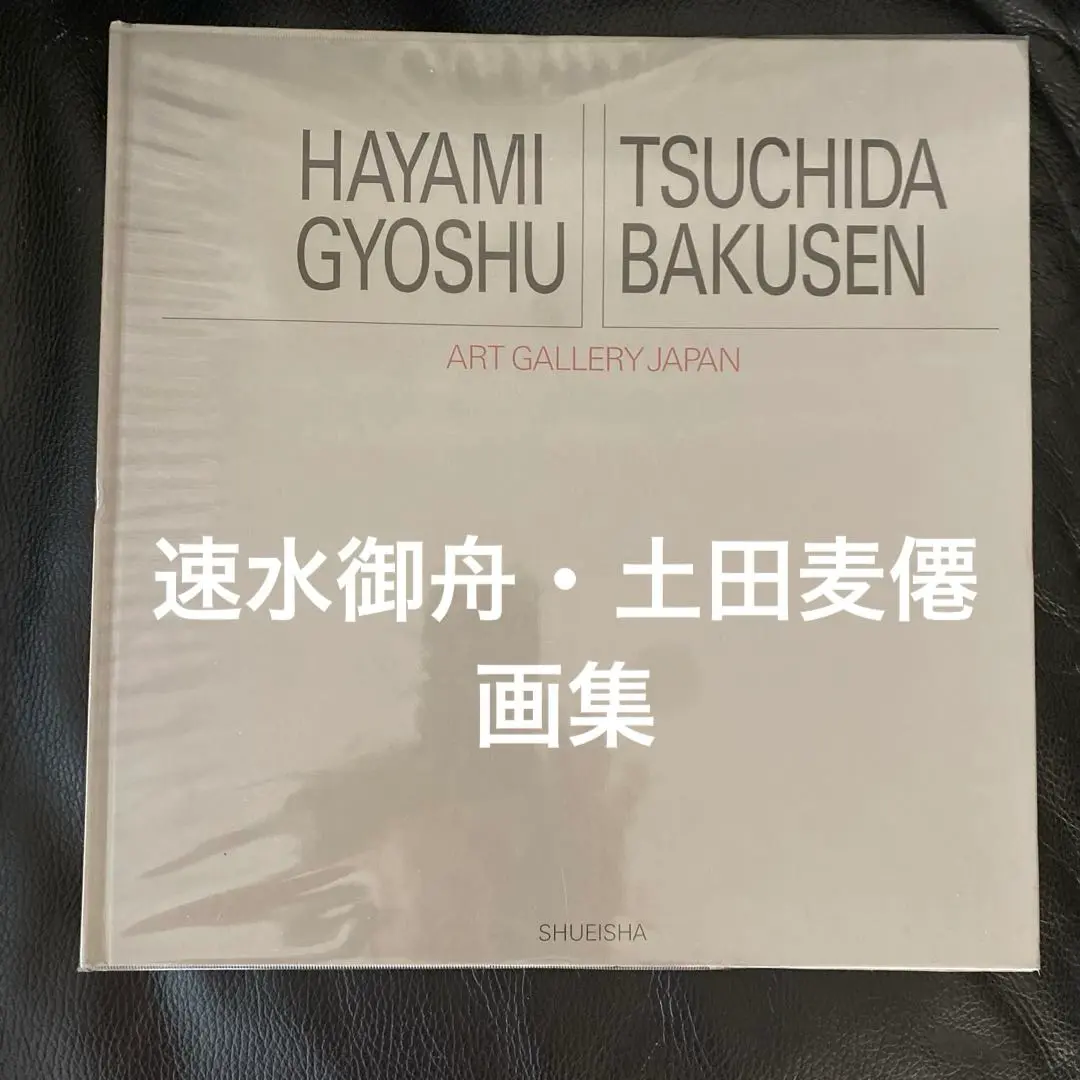 HAYAMI
GYOSHU
TSUCHIDA
BAKUSEN
ART GALLERY JAPAN
速水御舟・土田麦僊
画集
SHUEISHA